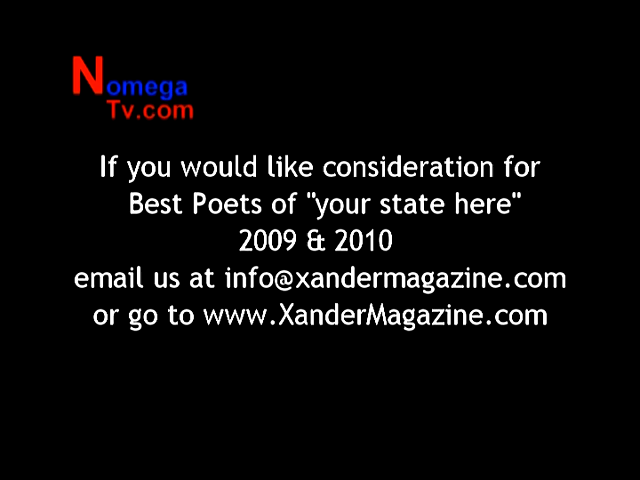 Nomega
Tv.com
If you would like consideration for
Best Poets of "your state here"
2009 & 2010
email us at info@xandermagazine.com
or go to www.XanderMagazine.com